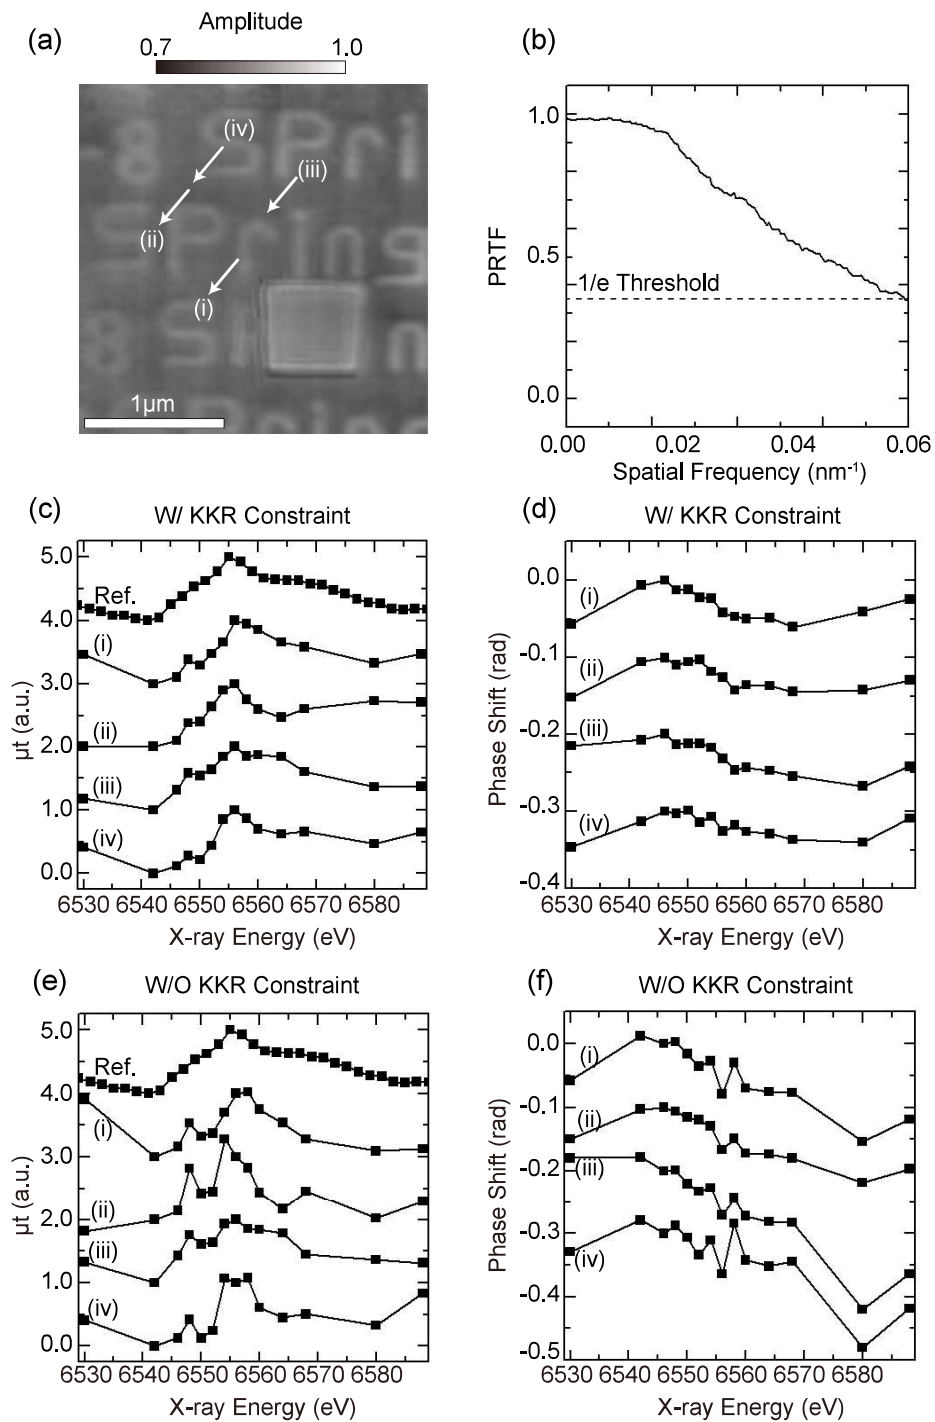 (a)
Amplitude
0.7
1.0
(iv)
(iii)
(ii)
(i)
8 SPri
SPring
8 S
n
1µm
(b)
PRTF
1.0
0.5
0.0
1/e Threshold
0.00
0.02
0.04
0.06
Spatial Frequency (nm⁻¹)
(c)
W/ KKR Constraint
µt (a.u.)
5.0
4.0
3.0
2.0
1.0
0.0
Ref.
(i)
(ii)
(iii)
(iv)
6530 6540 6550 6560 6570 6580
X-ray Energy (eV)
(d)
W/ KKR Constraint
Phase Shift (rad)
0.0
-0.1
-0.2
-0.3
-0.4
(i)
(ii)
(iii)
(iv)
6530 6540 6550 6560 6570 6580
X-ray Energy (eV)
(e)
W/O KKR Constraint
µt (a.u.)
5.0
4.0
3.0
2.0
1.0
0.0
Ref.
(i)
(ii)
(iii)
(iv)
6530 6540 6550 6560 6570 6580
X-ray Energy (eV)
(f)
W/O KKR Constraint
Phase Shift (rad)
0.0
-0.1
-0.2
-0.3
-0.4
-0.5
(i)
(ii)
(iii)
(iv)
6530 6540 6550 6560 6570 6580
X-ray Energy (eV)